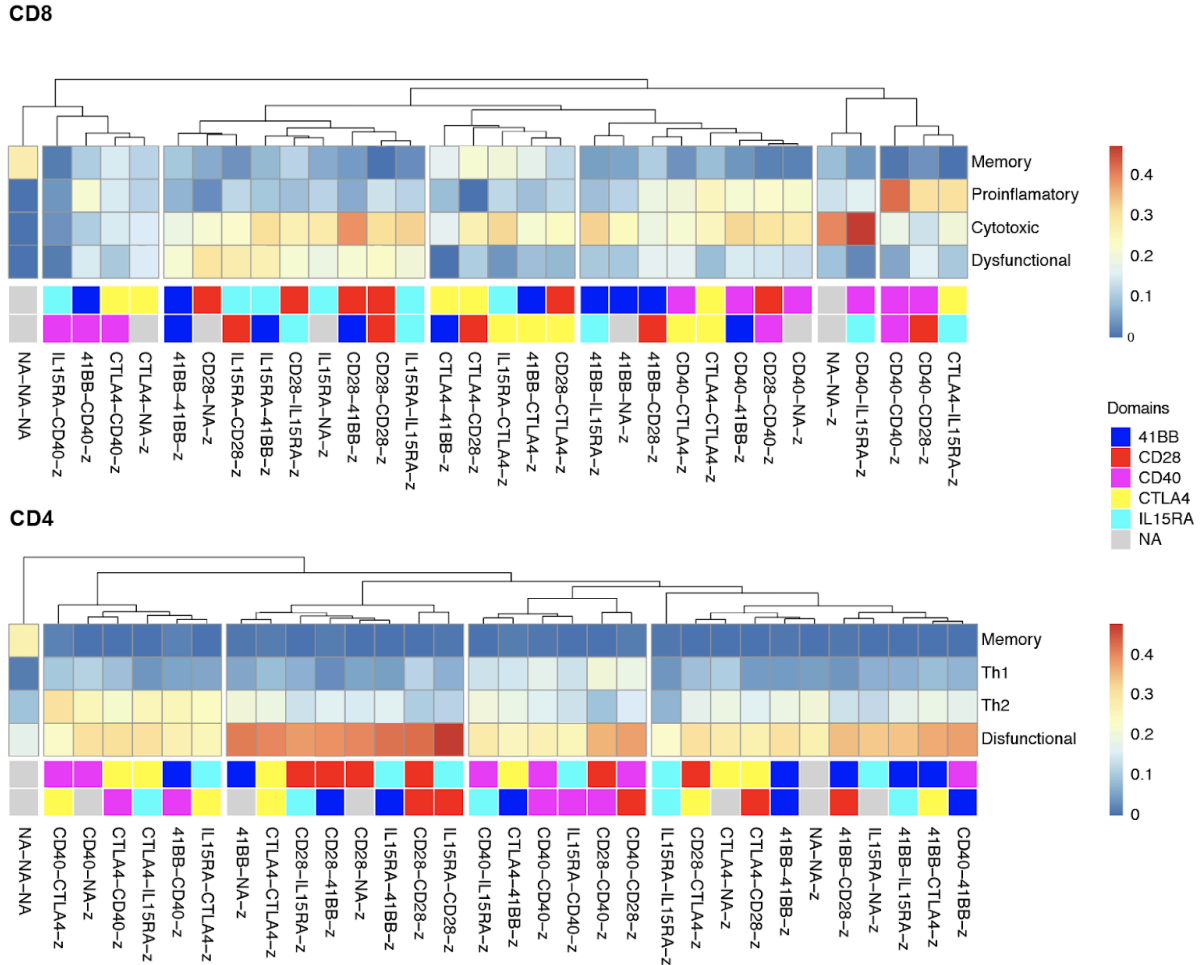 CD8
Memory
Proinflamatory
Cytotoxic
Dysfunctional
0.4
0.3
0.2
0.1
0
NA-NA-NA
IL15RA-CD40-z
41BB-CD40-z
CTLA4-CD40-z
CTLA4-NA-z
41BB-41BB-z
CD28-NA-z
IL15RA-CD28-z
IL15RA-41BB-z
CD28-IL15RA-z
IL15RA-NA-z
CD28-41BB-z
CD28-CD28-z
IL15RA-IL15RA-z
CTLA4-41BB-z
CTLA4-CD28-z
IL15RA-CTLA4-z
41BB-CTLA4-z
CD28-CTLA4-z
41BB-IL15RA-z
41BB-NA-z
41BB-CD28-z
CD40-CTLA4-z
CTLA4-CTLA4-z
CD40-41BB-z
CD28-CD40-z
CD40-NA-z
NA-NA-z
CD40-IL15RA-z
CD40-CD40-z
CD40-CD28-z
CTLA4-IL15RA-z
Domains
41BB
CD28
CD40
CTLA4
IL15RA
NA
CD4
Memory
Th1
Th2
Disfunctional
0.4
0.3
0.2
0.1
0
NA-NA-NA
CD40-CTLA4-z
CD40-NA-z
CTLA4-CD40-z
CTLA4-IL15RA-z
41BB-CD40-z
IL15RA-CTLA4-z
41BB-NA-z
CTLA4-CTLA4-z
CD28-IL15RA-z
CD28-41BB-z
CD28-NA-z
IL15RA-41BB-z
CD28-CD28-z
IL15RA-CD28-z
CD40-IL15RA-z
CTLA4-41BB-z
CD40-CD40-z
IL15RA-CD40-z
CD28-CD40-z
CD40-CD28-z
IL15RA-IL15RA-z
CD28-CTLA4-z
CTLA4-NA-z
CTLA4-CD28-z
41BB-41BB-z
NA-NA-z
41BB-CD28-z
IL15RA-NA-z
41BB-IL15RA-z
41BB-CTLA4-z
CD40-41BB-z